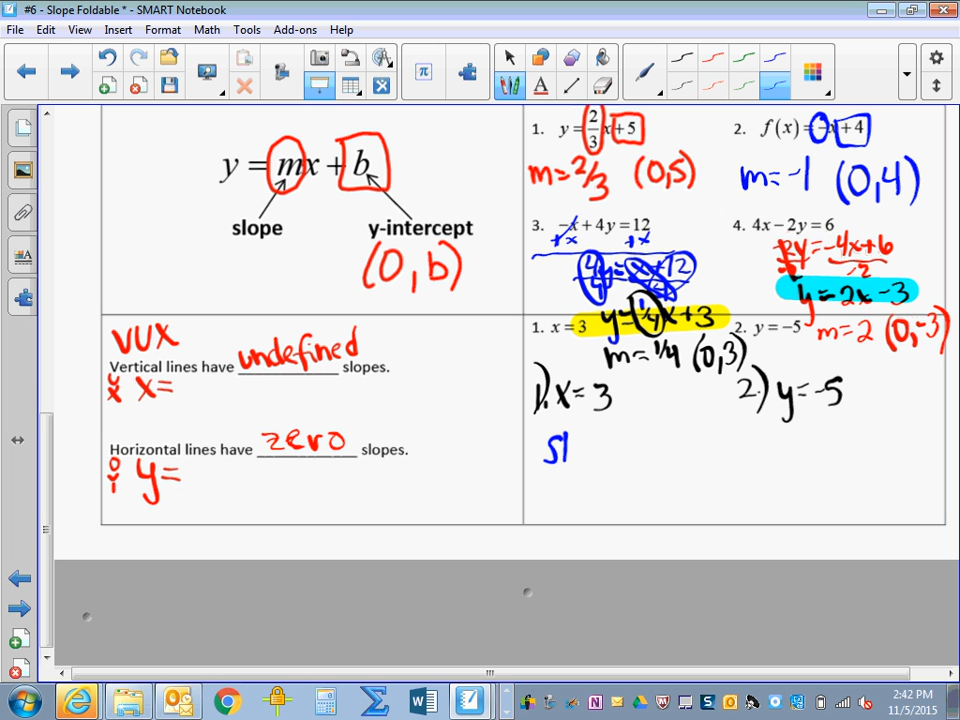 #6 - Slope Foldable * - SMART Notebook
File Edit View Insert Format Math Tools Add-ons Help
y = mx + b
slope
y-intercept
(0, b)
1. y = 2/3 x + 5
m = 2/3 (0,5)
2. f(x) = -x + 4
m = -1 (0,4)
3. -x + 4y = 12
+x +x
4y = x + 12
4
y = 1/4 x + 3
m = 1/4 (0,3)
4. 4x - 2y = 6
-2y = -4x + 6
-2
y = 2x - 3
m = 2 (0,-3)
VUX
Vertical lines have undefined slopes.
V U X x =
Horizontal lines have zero slopes.
O Y y =
1. x = 3
1). x = 3
Sl
2. y = -5
2.) y = -5
2:42 PM
11/5/2015